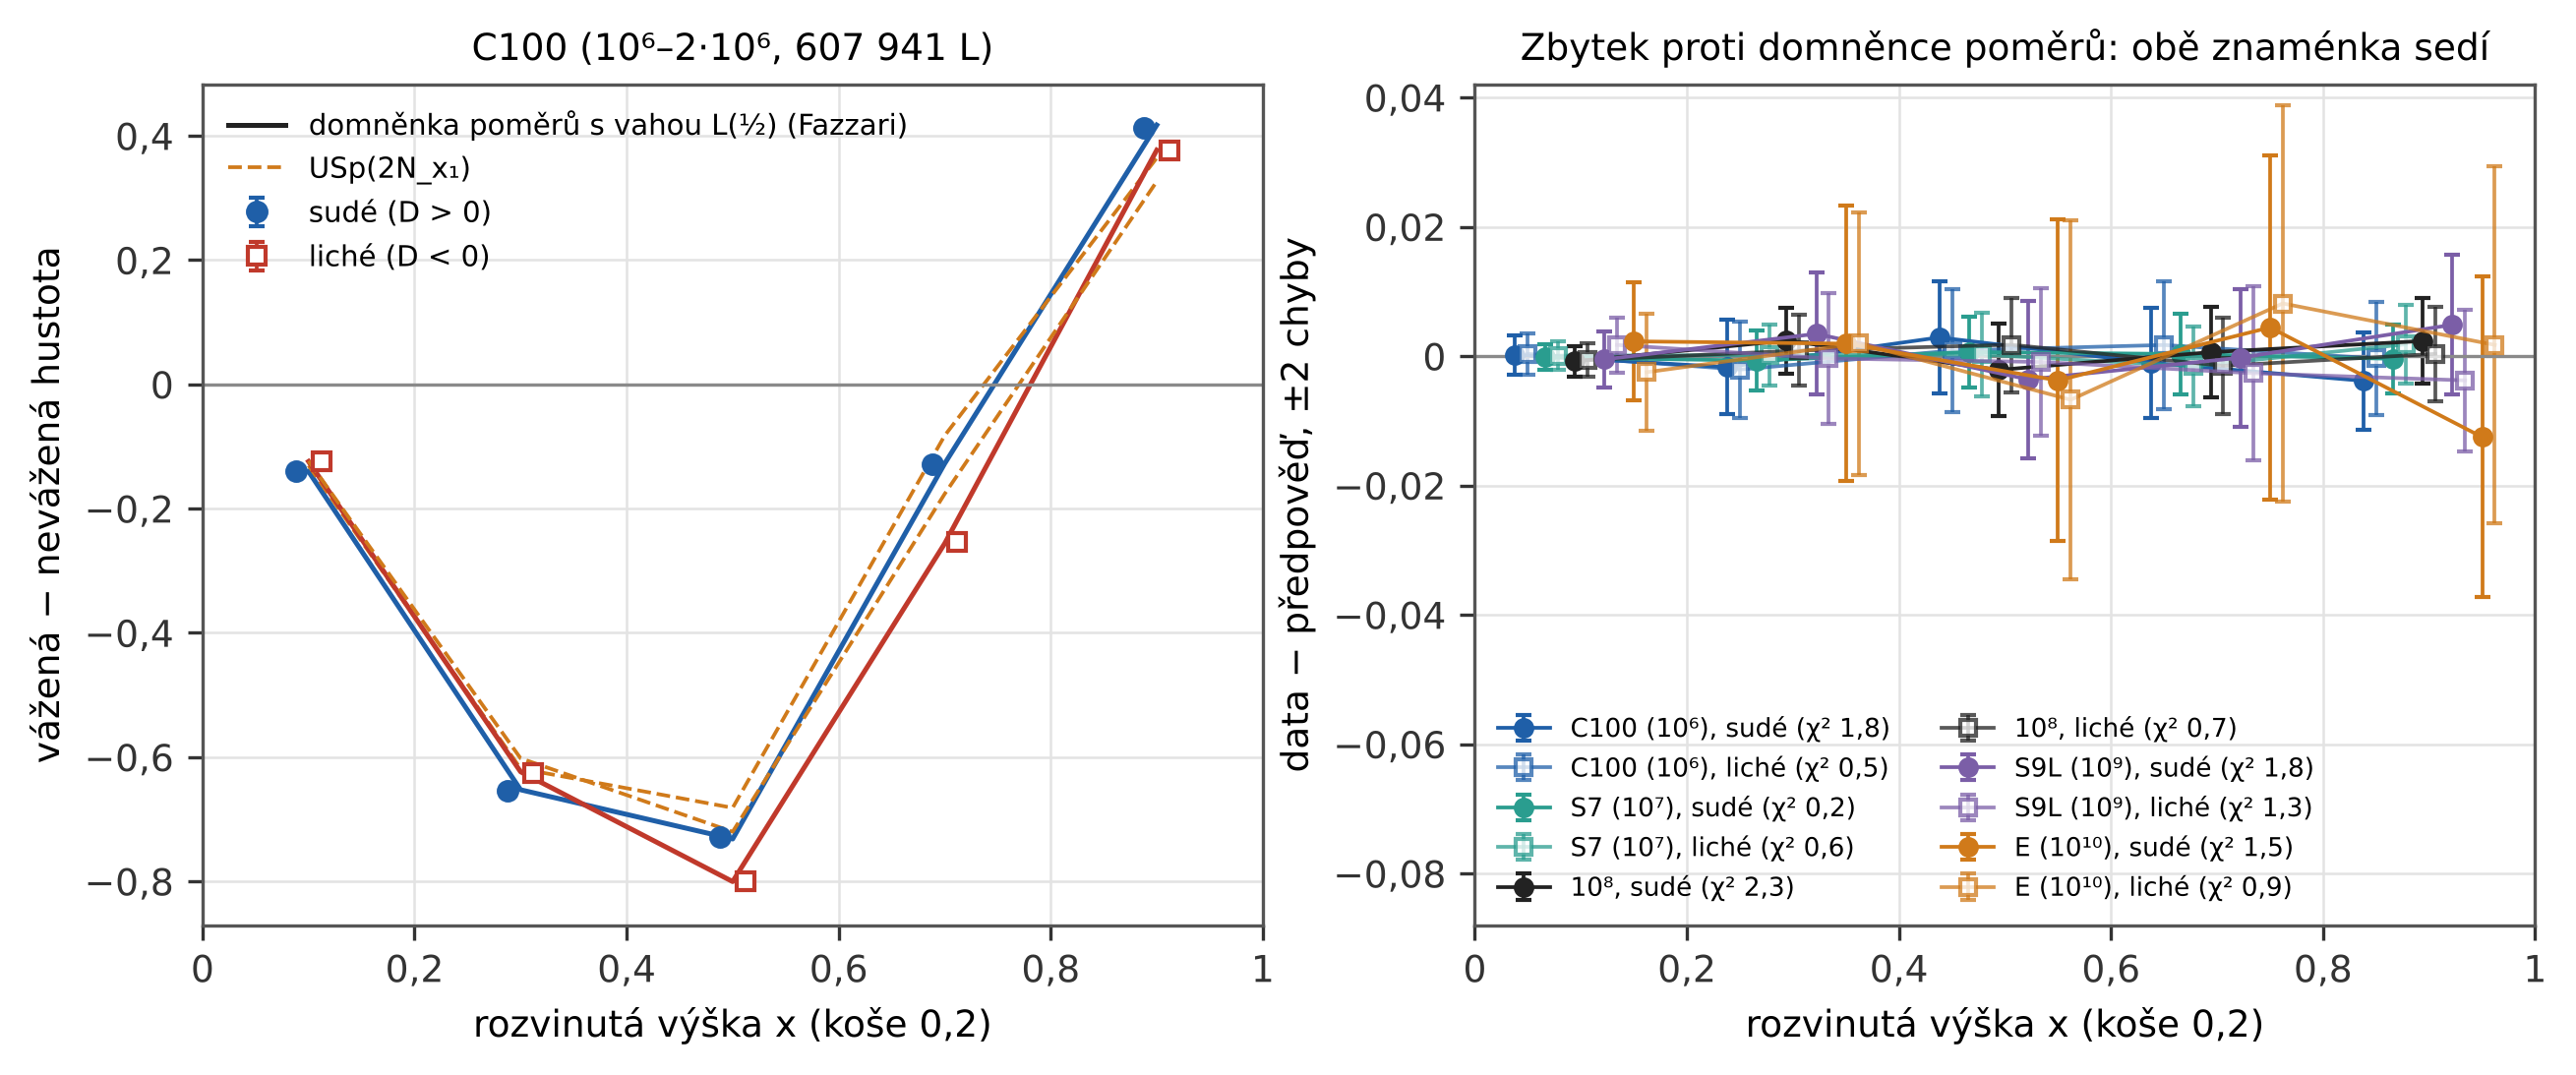 C100 (10⁶–2·10⁶, 607 941 L)
domněnka poměrů s vahou L(½) (Fazzari)
USp(2N_x₁)
sudé (D > 0)
liché (D < 0)
0,4
0,2
0
−0,2
−0,4
−0,6
−0,8
vážená − nevážená hustota
0 0,2 0,4 0,6 0,8 1
rozvinutá výška x (koše 0,2)
Zbytek proti domněnce poměrů: obě znaménka sedí
0,04
0,02
0
−0,02
−0,04
−0,06
−0,08
data − předpověď, ±2 chyby
C100 (10⁶), sudé (χ² 1,8)
C100 (10⁶), liché (χ² 0,5)
S7 (10⁷), sudé (χ² 0,2)
S7 (10⁷), liché (χ² 0,6)
10⁸, sudé (χ² 2,3)
10⁸, liché (χ² 0,7)
S9L (10⁹), sudé (χ² 1,8)
S9L (10⁹), liché (χ² 1,3)
E (10¹⁰), sudé (χ² 1,5)
E (10¹⁰), liché (χ² 0,9)
0 0,2 0,4 0,6 0,8 1
rozvinutá výška x (koše 0,2)